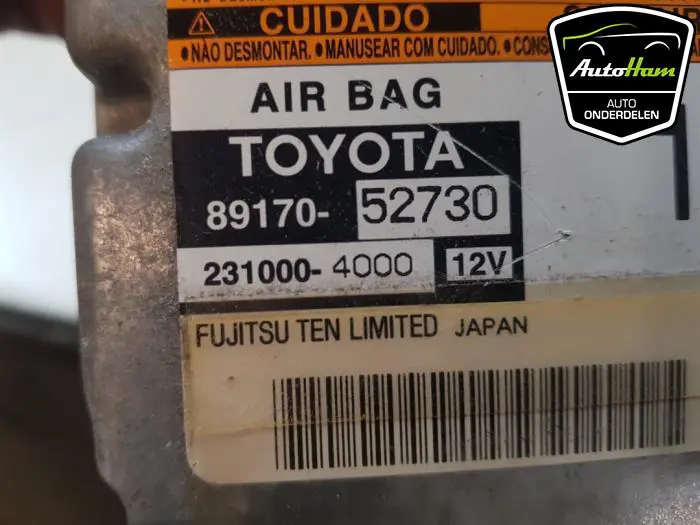 CUIDADO
•NÃO DESMONTAR. •MANUSEAR COM CUIDADO. •CONS
AutoHam
AUTO
ONDERDELEN
AIR BAG
TOYOTA
89170- 52730
231000- 4000 12V
FUJITSU TEN LIMITED JAPAN